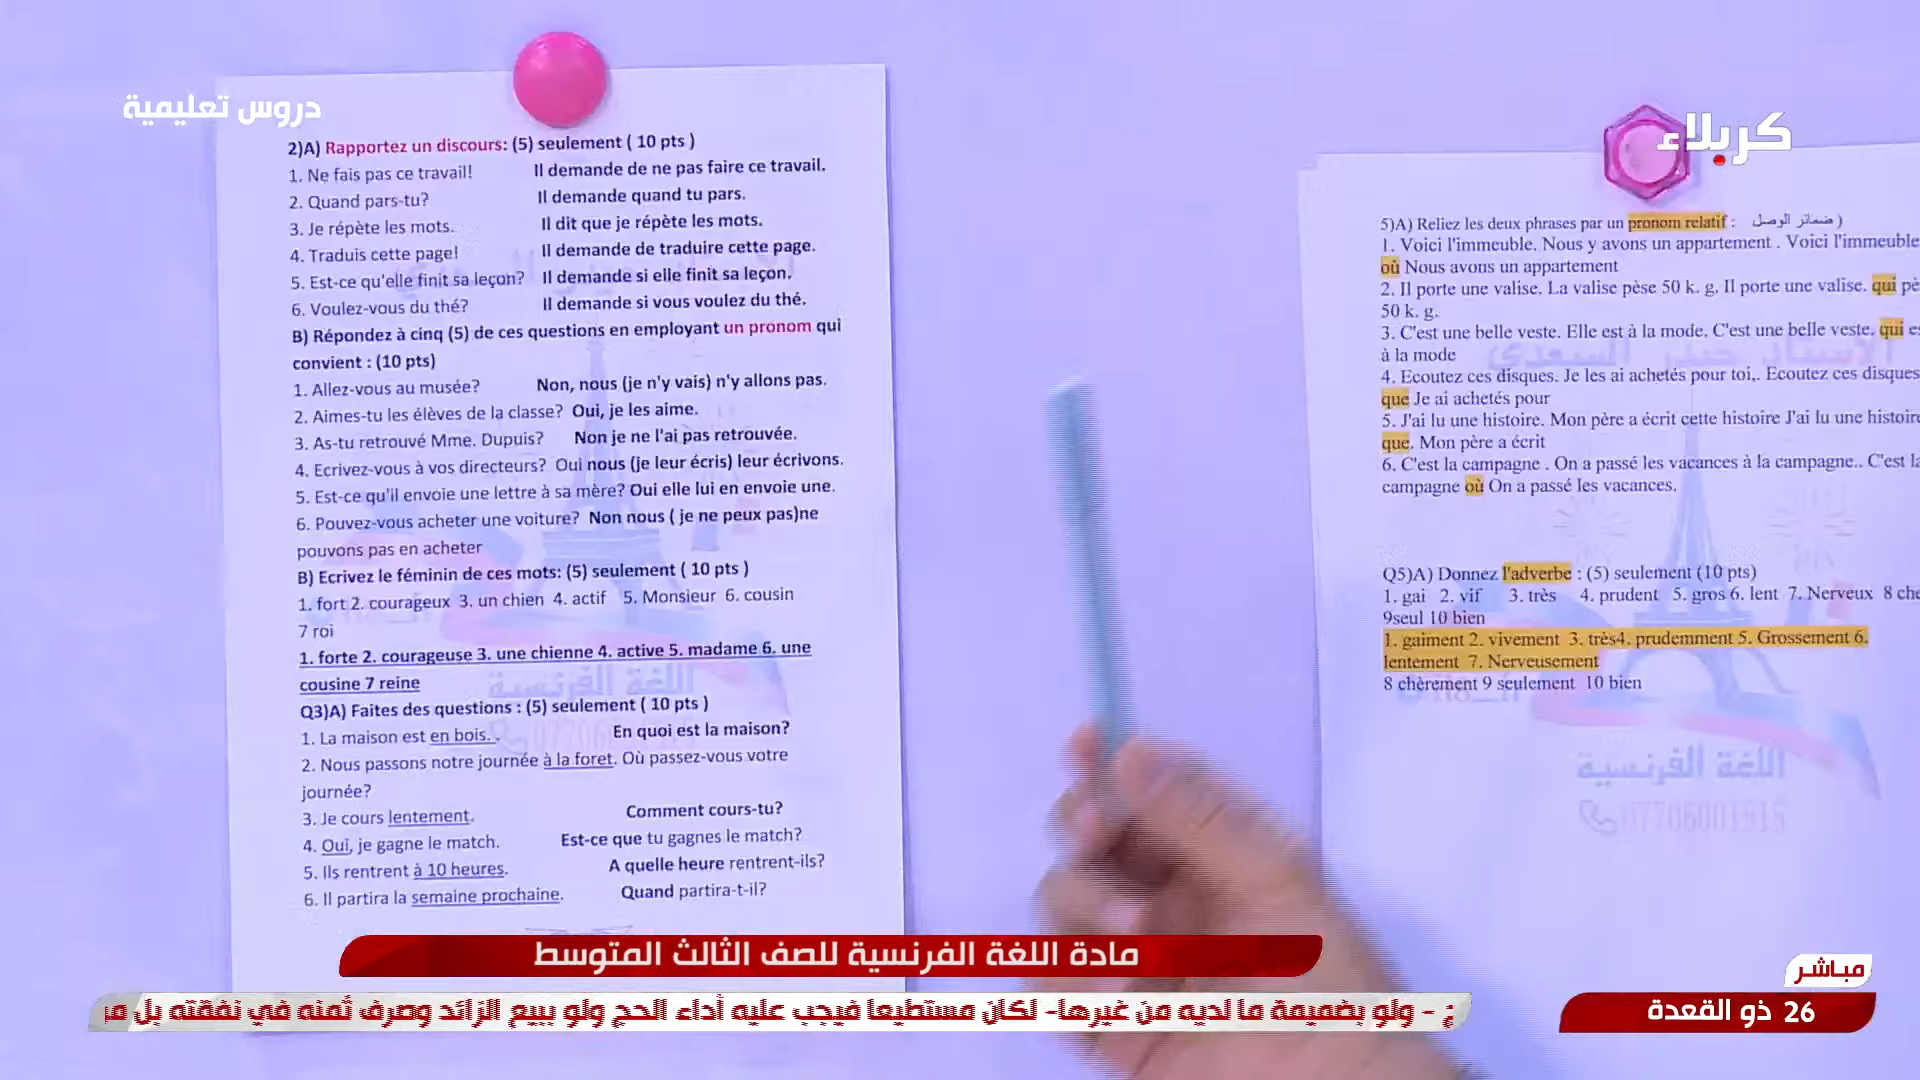 دروس تعليمية
كربلاء
2)A) Rapportez un discours: (5) seulement ( 10 pts )
1. Ne fais pas ce travail! Il demande de ne pas faire ce travail.
2. Quand pars-tu? Il demande quand tu pars.
3. Je répète les mots. Il dit que je répète les mots.
4. Traduis cette page! Il demande de traduire cette page.
5. Est-ce qu'elle finit sa leçon? Il demande si elle finit sa leçon.
6. Voulez-vous du thé? Il demande si vous voulez du thé.
B) Répondez à cinq (5) de ces questions en employant un pronom qui
convient : (10 pts)
1. Allez-vous au musée? Non, nous (je n'y vais) n'y allons pas.
2. Aimes-tu les élèves de la classe? Oui, je les aime.
3. As-tu retrouvé Mme. Dupuis? Non je ne l'ai pas retrouvée.
4. Ecrivez-vous à vos directeurs? Oui nous (je leur écris) leur écrivons.
5. Est-ce qu'il envoie une lettre à sa mère? Oui elle lui en envoie une.
6. Pouvez-vous acheter une voiture? Non nous ( je ne peux pas)ne
pouvons pas en acheter
B) Ecrivez le féminin de ces mots: (5) seulement ( 10 pts )
1. fort 2. courageux 3. un chien 4. actif 5. Monsieur 6. cousin
7 roi
1. forte 2. courageuse 3. une chienne 4. active 5. madame 6. une
cousine 7 reine
Q3)A) Faites des questions : (5) seulement ( 10 pts )
1. La maison est en bois. . En quoi est la maison?
2. Nous passons notre journée à la foret. Où passez-vous votre
journée?
3. Je cours lentement. Comment cours-tu?
4. Oui, je gagne le match. Est-ce que tu gagnes le match?
5. Ils rentrent à 10 heures. A quelle heure rentrent-ils?
6. Il partira la semaine prochaine. Quand partira-t-il?
5)A) Reliez les deux phrases par un pronom relatif : ضمائر الوصل )
1. Voici l'immeuble. Nous y avons un appartement . Voici l'immeuble
où Nous avons un appartement
2. Il porte une valise. La valise pèse 50 k. g. Il porte une valise. qui pè
50 k. g.
3. C'est une belle veste. Elle est à la mode. C'est une belle veste. qui es
à la mode
4. Ecoutez ces disques. Je les ai achetés pour toi,. Ecoutez ces disques
que Je ai achetés pour
5. J'ai lu une histoire. Mon père a écrit cette histoire J'ai lu une histoire
que. Mon père a écrit
6. C'est la campagne . On a passé les vacances à la campagne.. C'est la
campagne où On a passé les vacances.
Q5)A) Donnez l'adverbe : (5) seulement (10 pts)
1. gai 2. vif 3. très 4. prudent 5. gros 6. lent 7. Nerveux 8 che
9seul 10 bien
1. gaiment 2. vivement 3. très4. prudemment 5. Grossement 6.
lentement 7. Nerveusement
8 chèrement 9 seulement 10 bien
اللغة الفرنسية
07706001915
مادة اللغة الفرنسية للصف الثالث المتوسط
مباشر
26 ذو القعدة
- ولو بضميمة ما لديه من غيرها- لكان مستطيعا فيجب عليه أداء الحج ولو ببيع الزائد وصرف ثمنه في نفقته بل